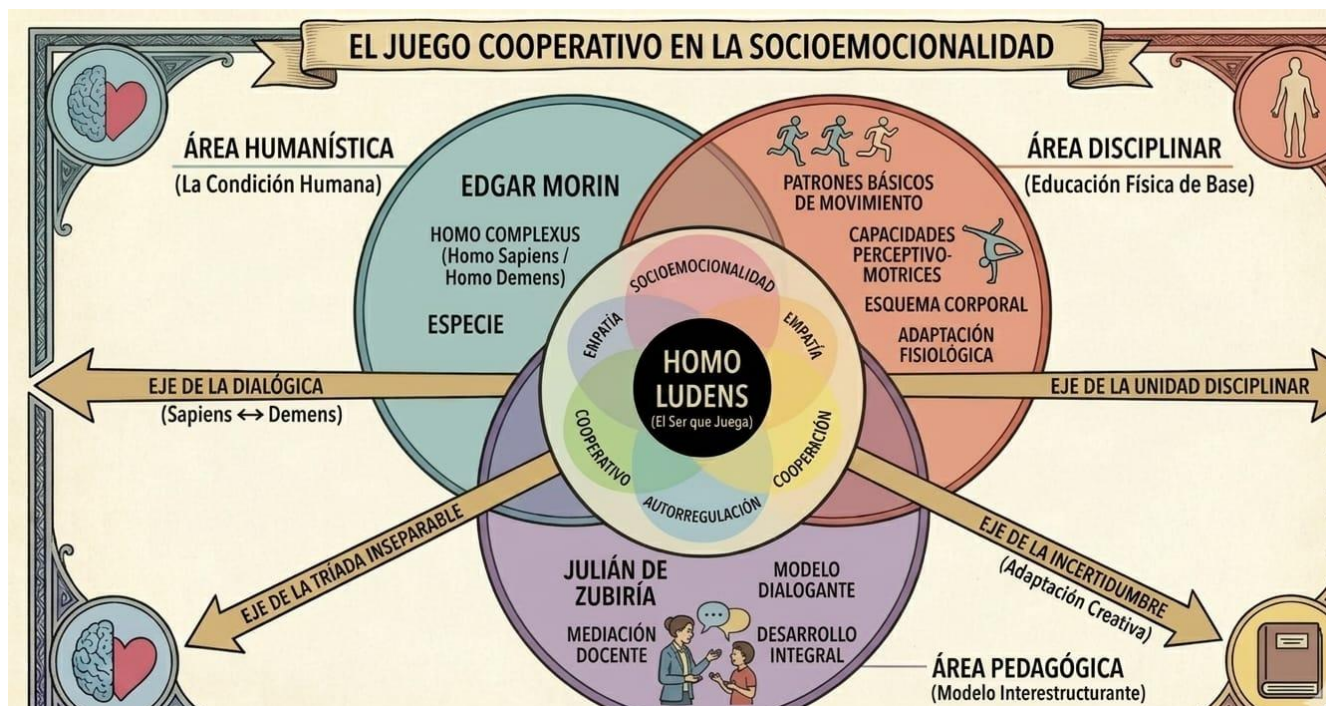 EL JUEGO COOPERATIVO EN LA SOCIOEMOCIONALIDAD
ÁREA HUMANÍSTICA
(La Condición Humana)
EDGAR MORIN
HOMO COMPLEXUS
(Homo Sapiens /
Homo Demens)
ESPECIE
PATRONES BÁSICOS
DE MOVIMIENTO
CAPACIDADES
PERCEPTIVO-
MOTRICES
ESQUEMA CORPORAL
ADAPTACIÓN
FISIOLÓGICA
ÁREA DISCIPLINAR
(Educación Física de Base)
SOCIOEMOCIONALIDAD
EMPATÍA
EMPATÍA
HOMO
LUDENS
(El Ser que Juega)
COOPERATIVO
COOPERACIÓN
AUTORREGULACIÓN
EJE DE LA DIALÓGICA
(Sapiens ↔ Demens)
EJE DE LA UNIDAD DISCIPLINAR
EJE DE LA TRÍADA INSEPARABLE
EJE DE LA INCERTIDUMBRE
(Adaptación Creativa)
JULIÁN DE
ZUBIRÍA
MEDIACIÓN
DOCENTE
MODELO
DIALOGANTE
DESARROLLO
INTEGRAL
ÁREA PEDAGÓGICA
(Modelo Interestructurante)